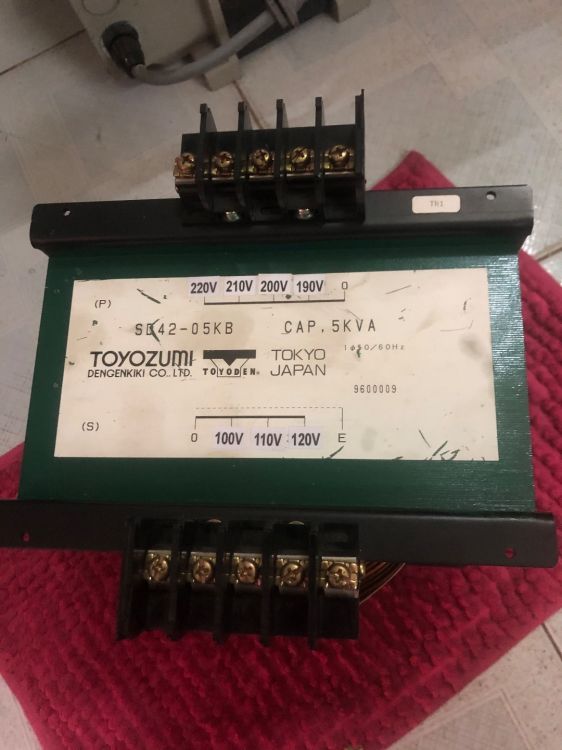 TR1
220V 210V 200V 190V 0
(P)
SD42-05KB CAP, 5KVA
1φ50/60Hz
TOYOZUMI
DENGENKIKI CO., LTD.
TOYODEN®
TOKYO
JAPAN
9600009
(S)
0 100V 110V 120V E